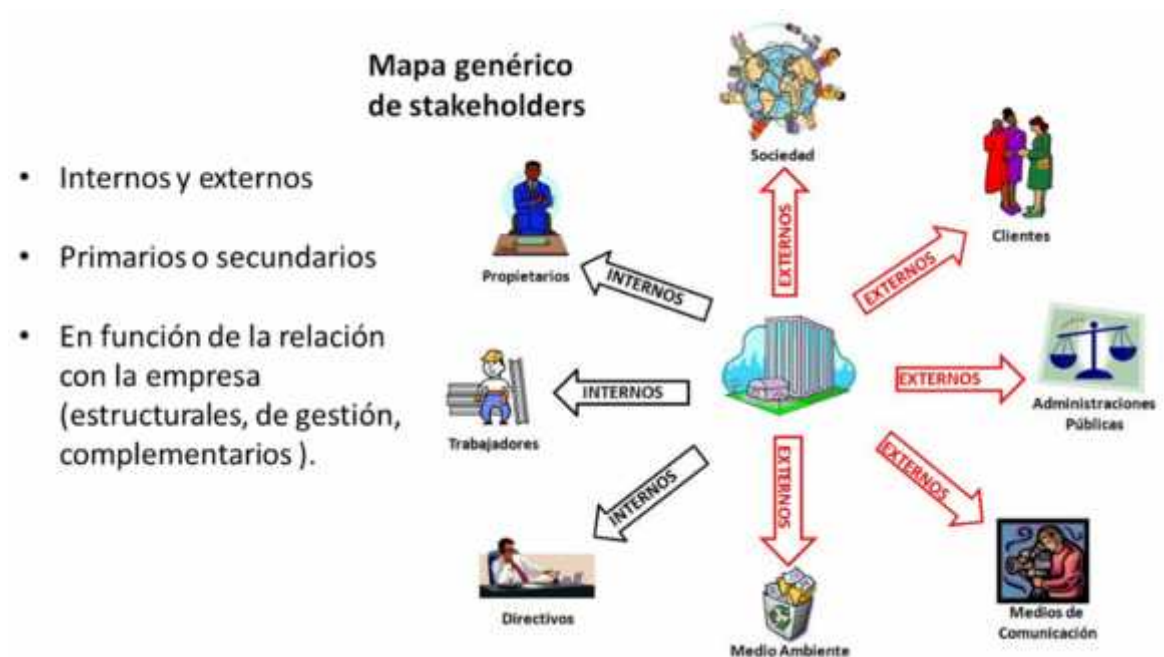 Mapa genérico
de stakeholders
• Internos y externos
• Primarios o secundarios
• En función de la relación
con la empresa
(estructurales, de gestión,
complementarios ).
Sociedad
Clientes
Propietarios
EXTERNOS
EXTERNOS
INTERNOS
Trabajadores
INTERNOS
EXTERNOS
Administraciones
Públicas
INTERNOS
EXTERNOS
EXTERNOS
Directivos
Medio Ambiente
Medios de
Comunicación